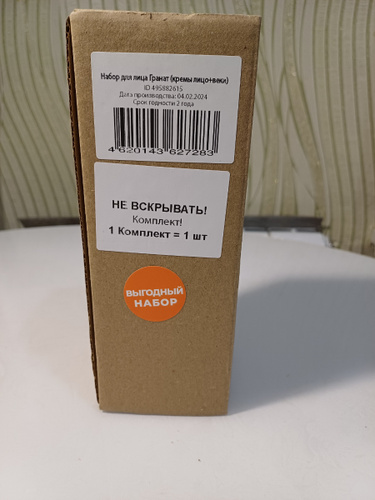 Набор для лица Гранат (кремы лицо+веки)
ID 49588261S
Дата производства: 04.02.2024
Срок годности 2 года
4 620143 627283
НЕ ВСКРЫВАТЬ!
Комплект!
1 Комплект = 1 шт
ВЫГОДНЫЙ
НАБОР